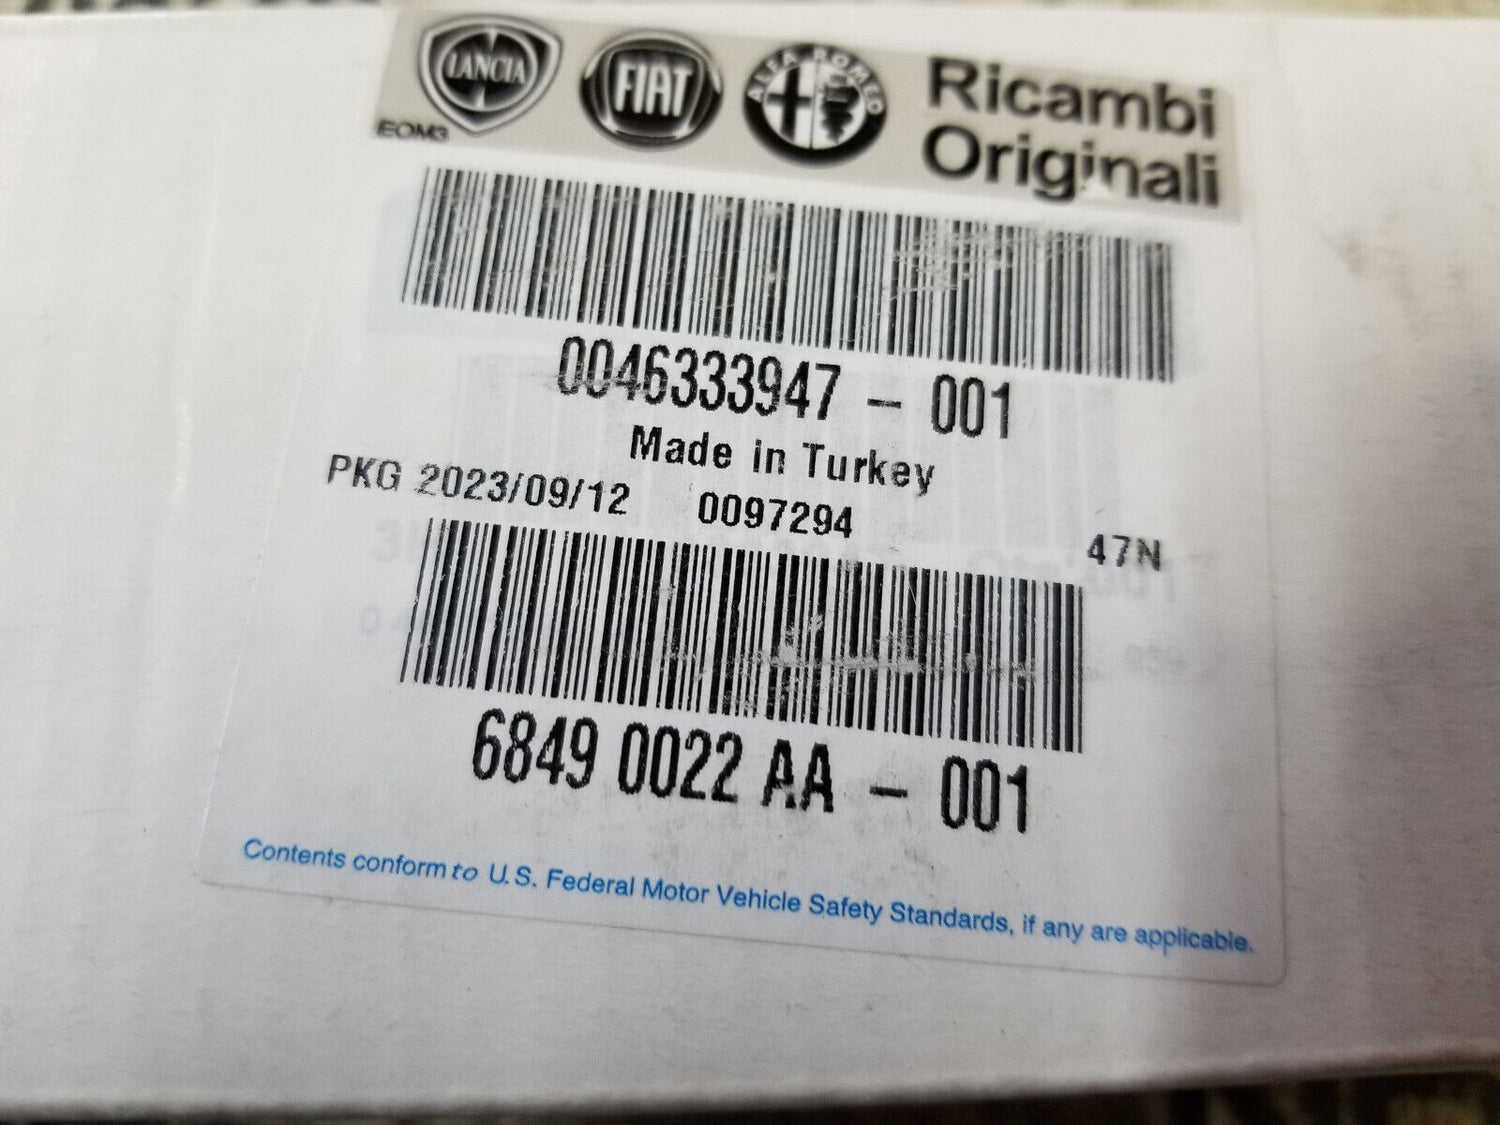 LANCIA FIAT ALFA ROMEO Ricambi
EOM3 Originali
0046333947 - 001
Made in Turkey
PKG 2023/09/12 0097294 47N
6849 0022 AA - 001
Contents conform to U.S. Federal Motor Vehicle Safety Standards, if any are applicable.